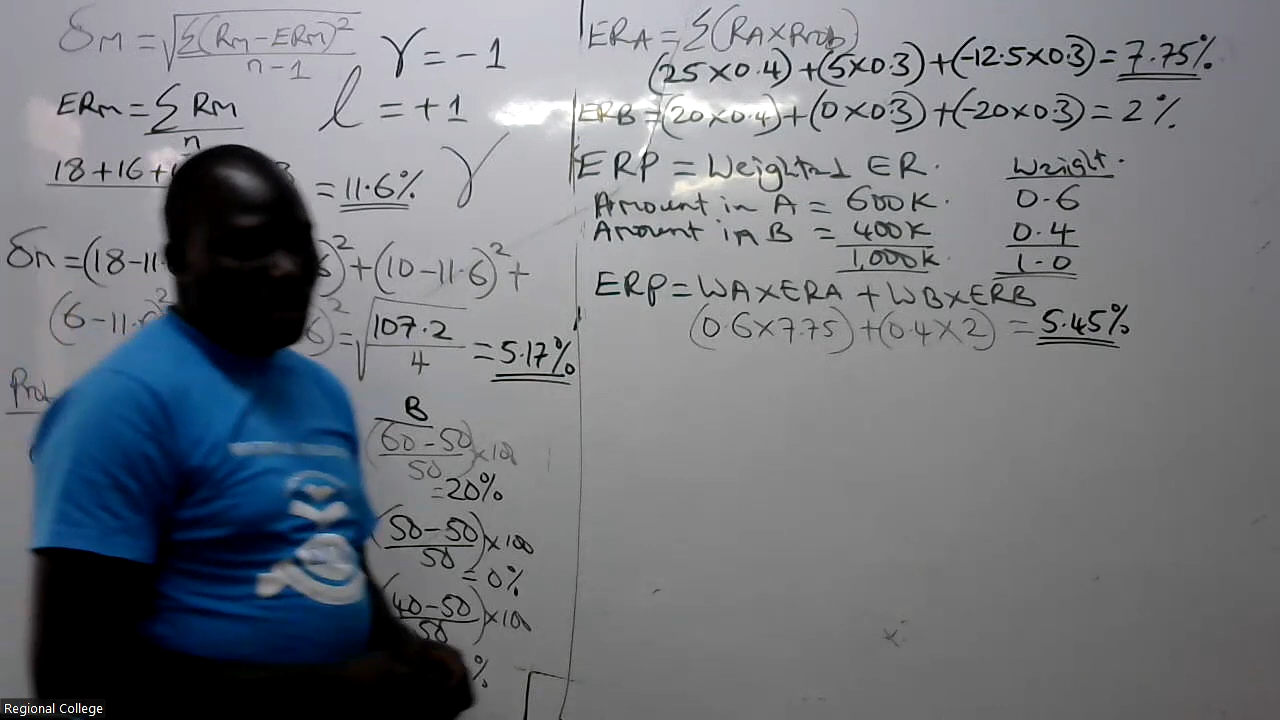 δM = √Σ(RM−ERM)²
n−1
γ = −1
ERM = Σ RM
n
l = +1
18+16+
= 11.6% γ
δn = (18−11
)² + (10−11.6)² +
(6−11.
)² = √107.2
4
= 5.17%
B
(60−50)×100
50
=20%
(50−50)×100
50
= 0%
(40−50)×100
50
%
ERA = Σ(RA×Prob)
(25×0.4)+(5×0.3)+(−12.5×0.3) = 7.75%
ERB = (20×0.4)+(0×0.3)+(−20×0.3) = 2%
ERP = Weighted ER. Weight.
Amount in A = 600K. 0.6
Amount in B = 400K 0.4
1,000K. 1.0
ERP = WA×ERA + WB×ERB
(0.6×7.75)+(0.4×2) = 5.45%
Regional College